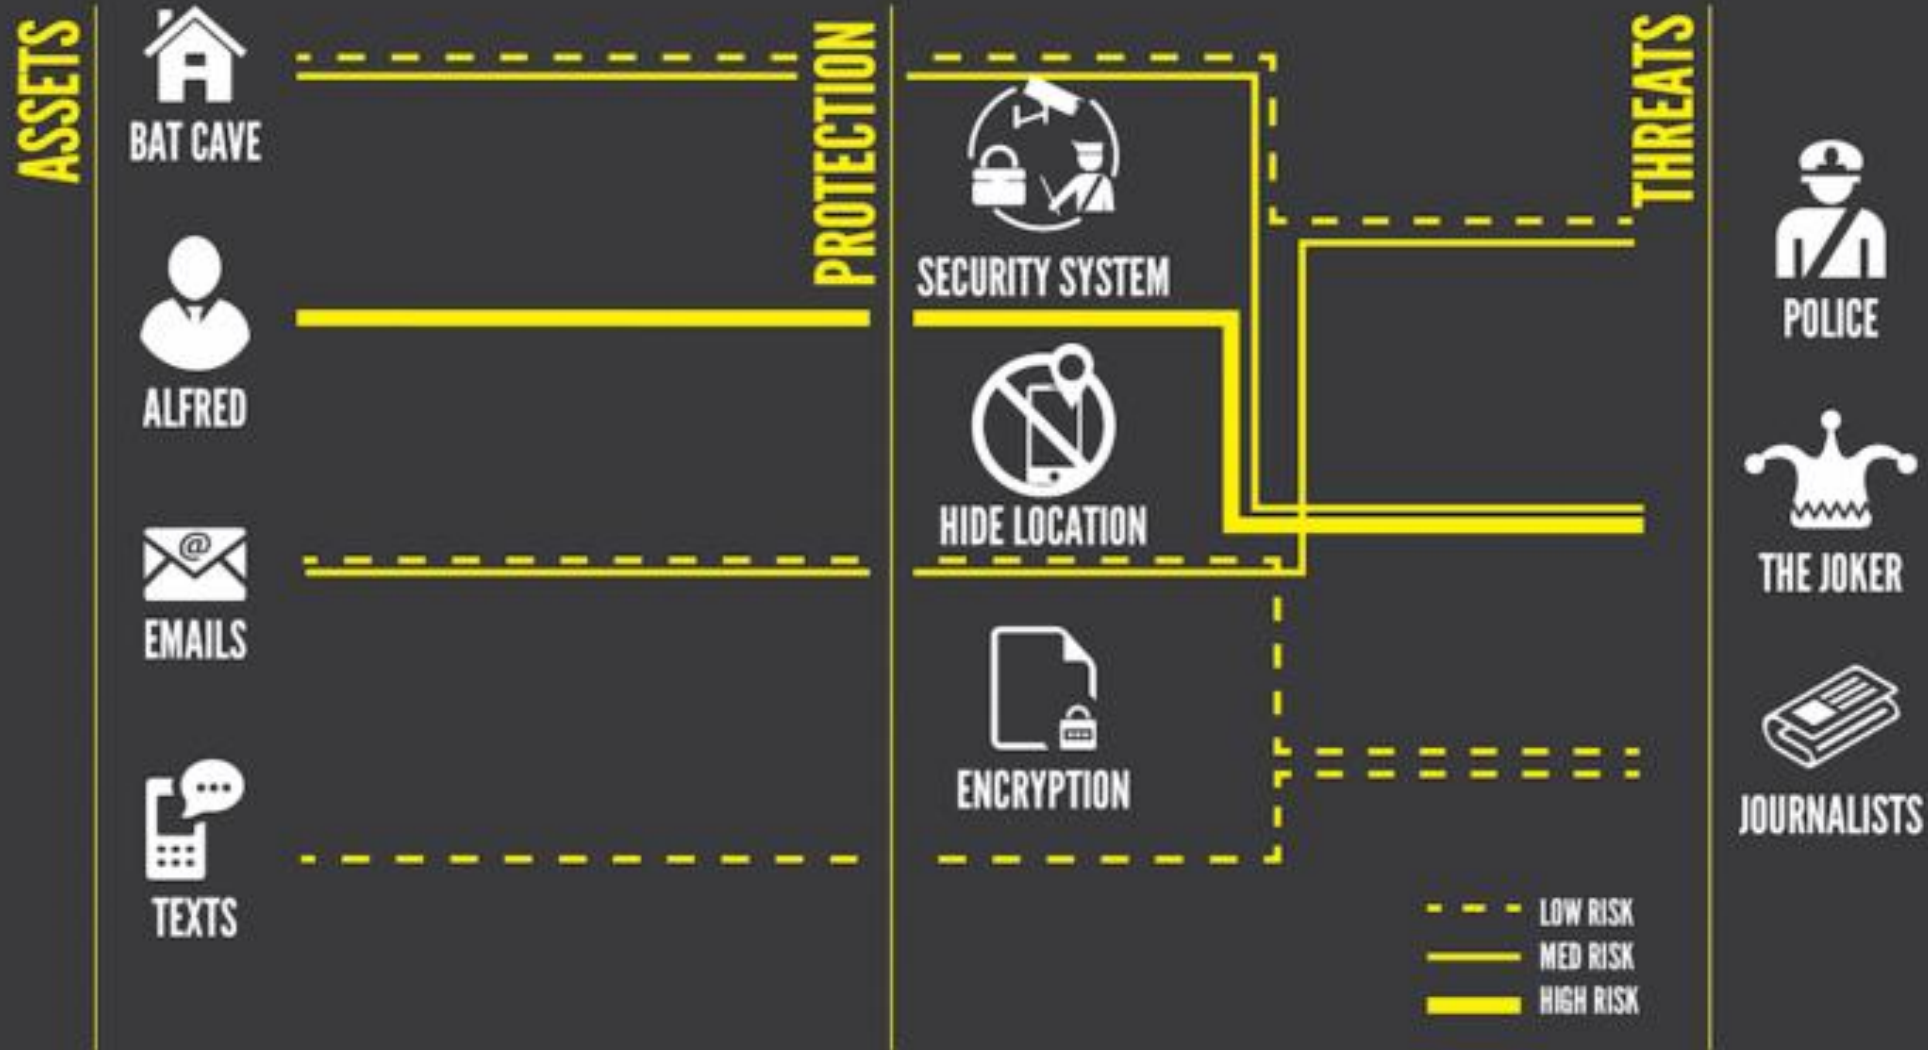 ASSETS
BAT CAVE
ALFRED
@
EMAILS
TEXTS
PROTECTION
SECURITY SYSTEM
HIDE LOCATION
ENCRYPTION
THREATS
POLICE
THE JOKER
JOURNALISTS
LOW RISK
MED RISK
HIGH RISK